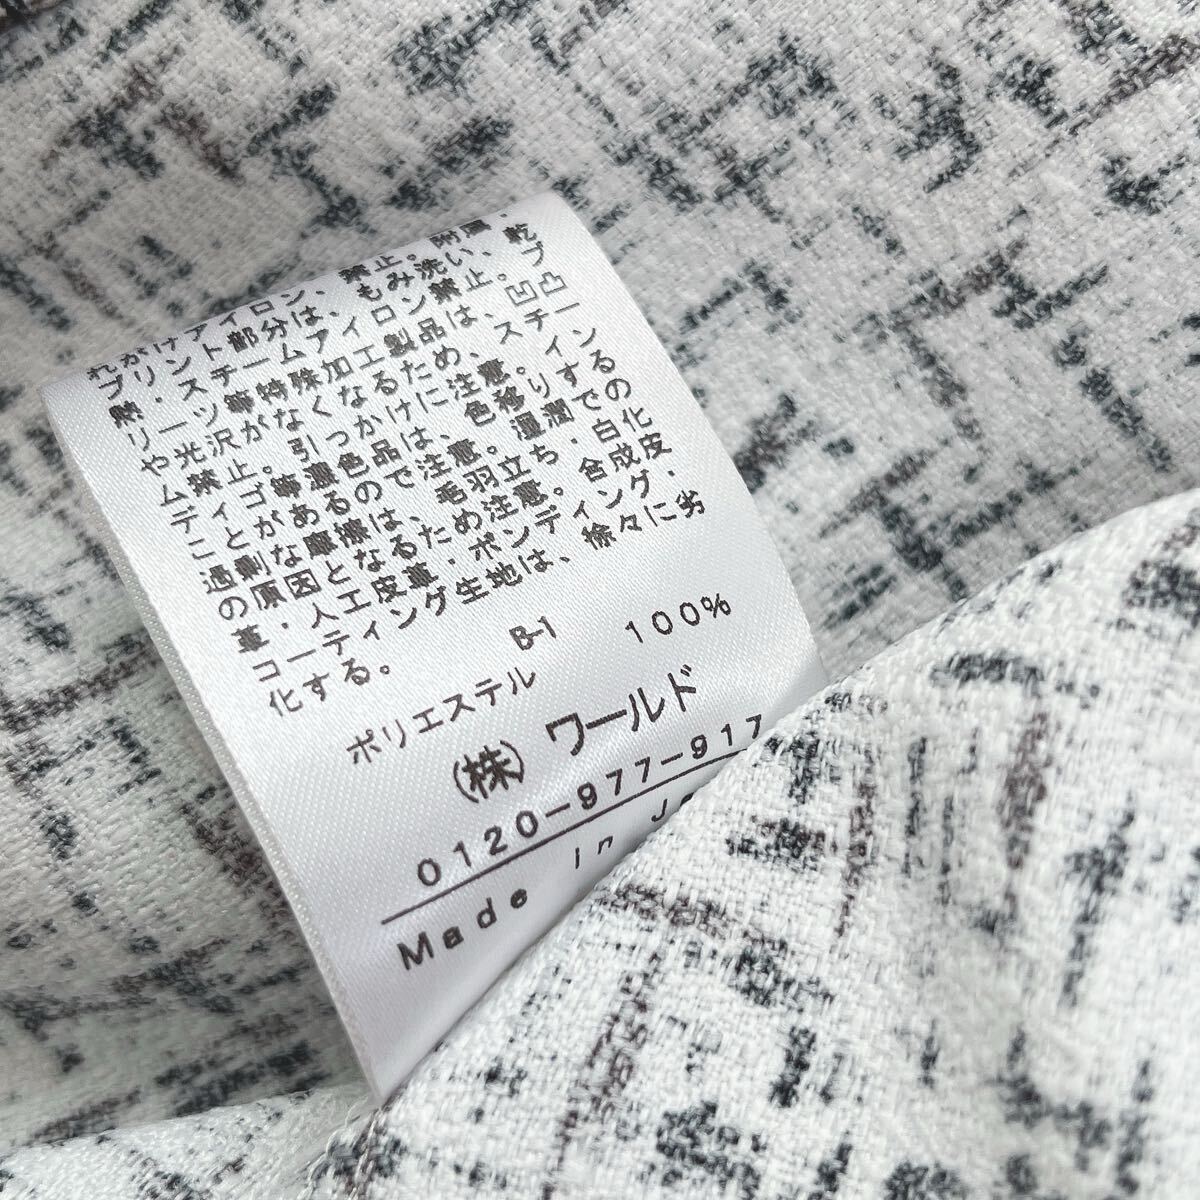 れがけアイロン、禁止。附属・
プリント部分は、もみ洗い、乾
熱・スチームアイロン禁止。プ
リーツ等特殊加工製品は、凹凸
や光沢がなくなるため、スチー
ム禁止。引っかけに注意。イン
ディゴ等濃色品は、色移りする
ことがあるので注意。湿潤での
過剰な摩擦は、毛羽立ち・白化
の原因となるため注意。合成皮
革・人工皮革・ボンディング・
コーティング生地は、徐々に劣
化する。
B-1
ポリエステル 100%
(株) ワールド
0120-977-917
Made in